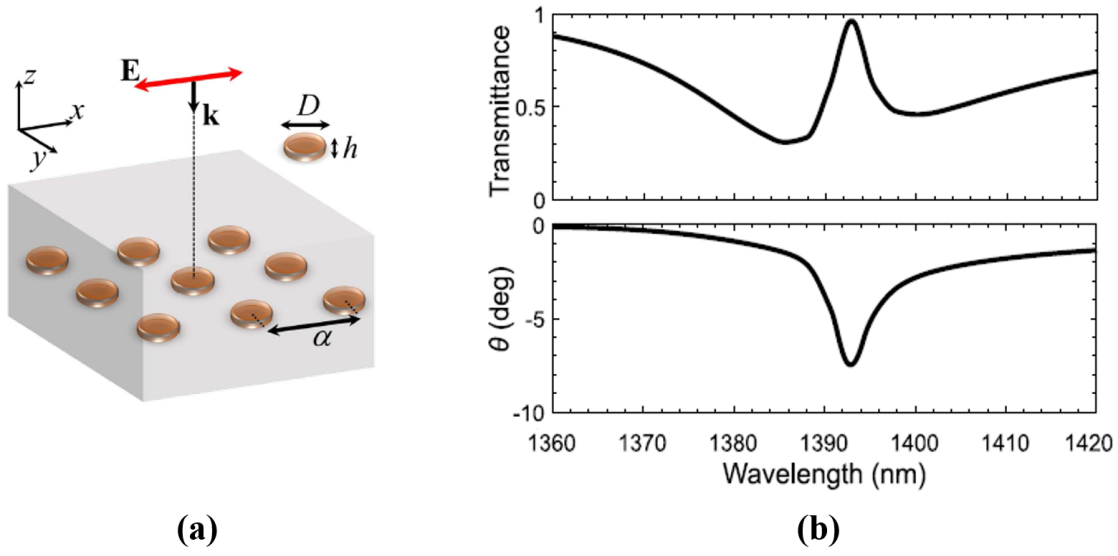 E
k
z
x
y
D
h
α
(a)
Transmittance
1
0.5
0
θ (deg)
0
-5
-10
1360 1370 1380 1390 1400 1410 1420
Wavelength (nm)
(b)